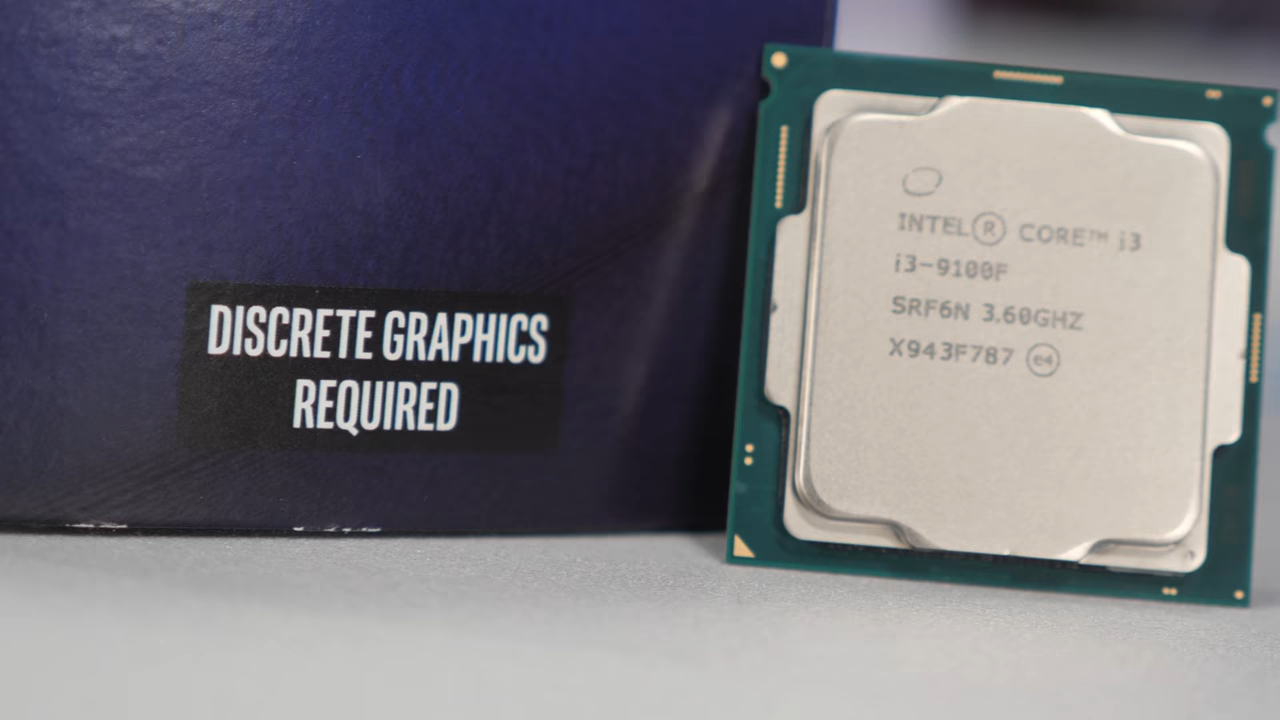 DISCRETE GRAPHICS
REQUIRED
INTEL® CORE™ i3
i3-9100F
SRF6N 3.60GHZ
X943F787 e4